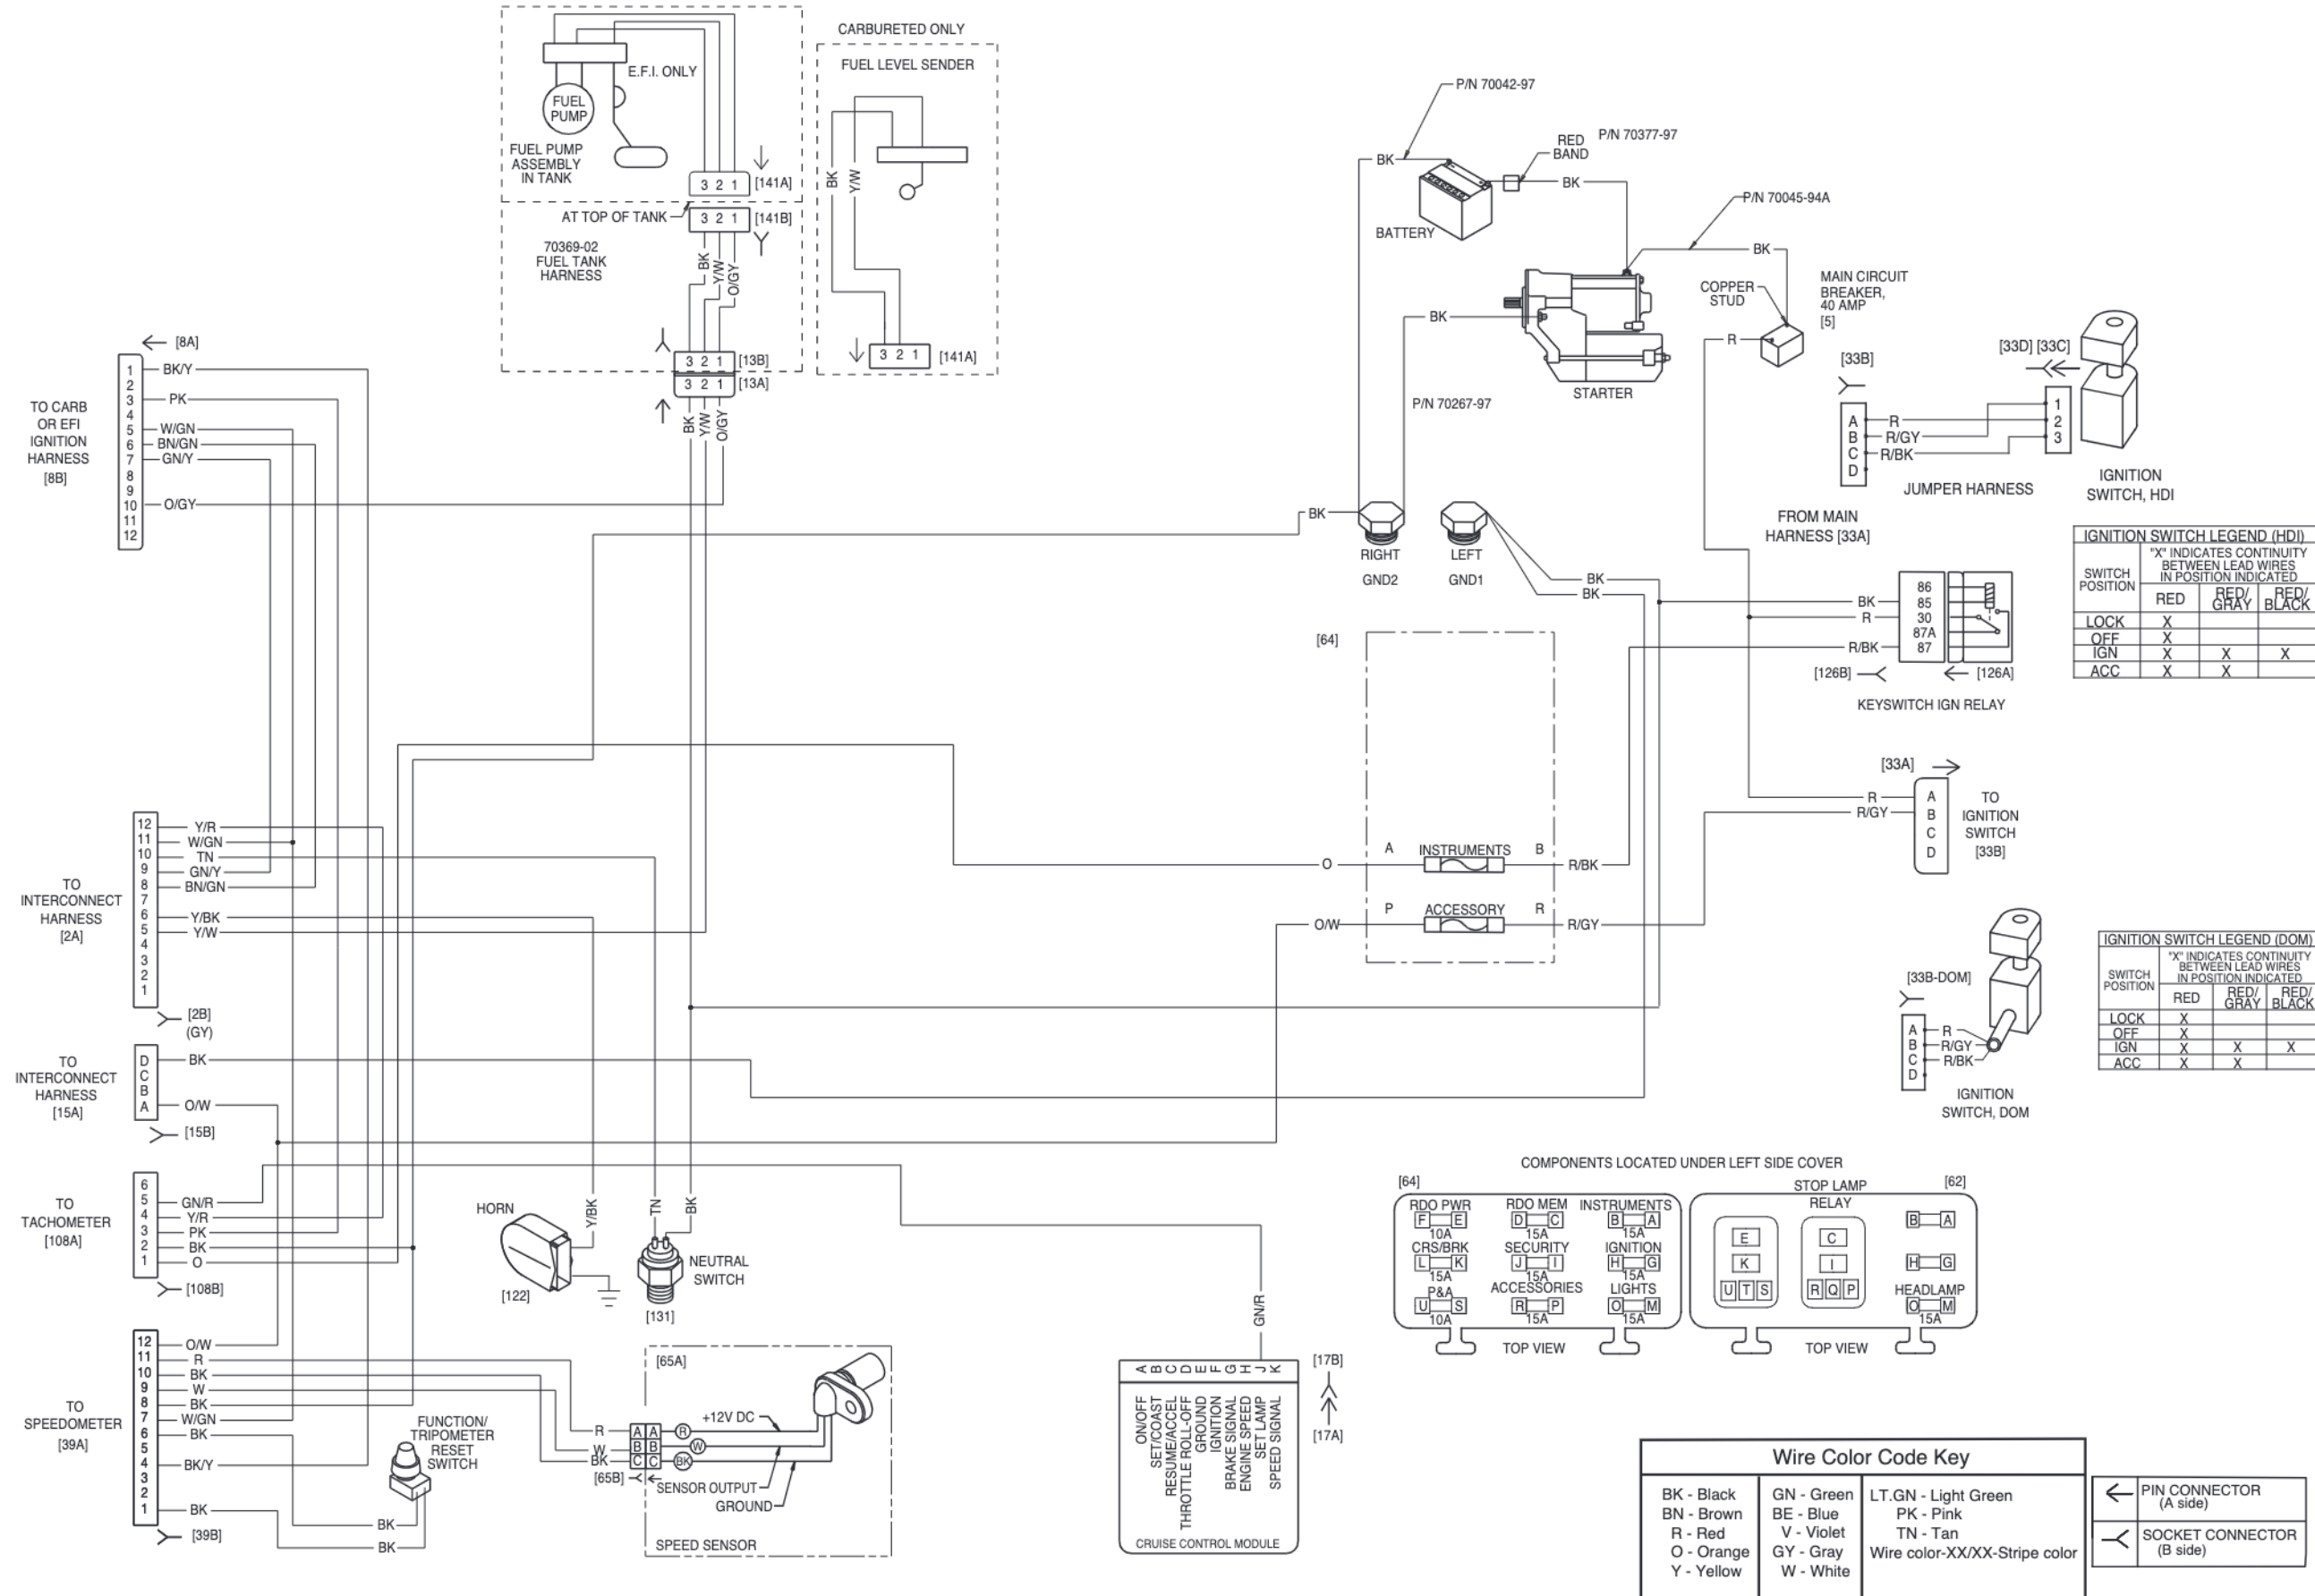 CARBURETED ONLY
FUEL LEVEL SENDER
E.F.I. ONLY
FUEL
PUMP
FUEL PUMP
ASSEMBLY
IN TANK
3 2 1 [141A]
AT TOP OF TANK 3 2 1 [141B]
70369-02
FUEL TANK
HARNESS
BK
Y/W
O/GY
3 2 1 [13B]
3 2 1 [13A]
BK
Y/W
O/GY
BK
Y/W
3 2 1 [141A]
P/N 70042-97
BK
RED
BAND
P/N 70377-97
BK
BATTERY
P/N 70045-94A
BK
COPPER
STUD
MAIN CIRCUIT
BREAKER,
40 AMP
[5]
R
BK
STARTER
P/N 70267-97
[33B]
[33D] [33C]
A R 1
B R/GY 2
C R/BK 3
D
JUMPER HARNESS
IGNITION
SWITCH, HDI
FROM MAIN
HARNESS [33A]
[8A]
TO CARB
OR EFI
IGNITION
HARNESS
[8B]
1 BK/Y
2
3 PK
4
5 W/GN
6 BN/GN
7 GN/Y
8
9
10 O/GY
11
12
BK
RIGHT
GND2
LEFT
GND1
BK
BK
IGNITION SWITCH LEGEND (HDI)
SWITCH
POSITION
"X" INDICATES CONTINUITY
BETWEEN LEAD WIRES
IN POSITION INDICATED
RED RED/
GRAY RED/
BLACK
LOCK X
OFF X
IGN X X X
ACC X X
86
BK 85
R 30
87A
R/BK 87
[126B] [126A]
KEYSWITCH IGN RELAY
[64]
A INSTRUMENTS B
O R/BK
P ACCESSORY R
O/W R/GY
[33A]
R A
R/GY B
C
D
TO
IGNITION
SWITCH
[33B]
TO
INTERCONNECT
HARNESS
[2A]
12 Y/R
11 W/GN
10 TN
9 GN/Y
8 BN/GN
7
6 Y/BK
5 Y/W
4
3
2
1
[2B]
(GY)
[33B-DOM]
A R
B R/GY
C R/BK
D
IGNITION
SWITCH, DOM
IGNITION SWITCH LEGEND (DOM)
SWITCH
POSITION
"X" INDICATES CONTINUITY
BETWEEN LEAD WIRES
IN POSITION INDICATED
RED RED/
GRAY RED/
BLACK
LOCK X
OFF X
IGN X X X
ACC X X
TO
INTERCONNECT
HARNESS
[15A]
D BK
C
B
A O/W
[15B]
TO
TACHOMETER
[108A]
6
5 GN/R
4 Y/R
3 PK
2 BK
1 O
[108B]
HORN
Y/BK
[122]
TN
BK
NEUTRAL
SWITCH
[131]
COMPONENTS LOCATED UNDER LEFT SIDE COVER
[64]
RDO PWR RDO MEM INSTRUMENTS
F E D C B A
10A 15A 15A
CRS/BRK SECURITY IGNITION
L K J I H G
15A 15A 15A
P&A ACCESSORIES LIGHTS
U S R P O M
10A 15A 15A
TOP VIEW
STOP LAMP
RELAY
[62]
E C B A
K I H G
U T S R Q P
HEADLAMP
O M
15A
TOP VIEW
TO
SPEEDOMETER
[39A]
12 O/W
11 R
10 BK
9 W
8 BK
7 W/GN
6 BK
5
4 BK/Y
3
2
1 BK
[39B]
FUNCTION/
TRIPOMETER
RESET
SWITCH
BK
BK
[65A]
+12V DC
R A A R
W B B W
BK C C BK
[65B]
SENSOR OUTPUT
GROUND
SPEED SENSOR
GN/R
A B C D E F G H J K
ON/OFF
SET/COAST
RESUME/ACCEL
THROTTLE ROLL-OFF
GROUND
IGNITION
BRAKE SIGNAL
ENGINE SPEED
SET LAMP
SPEED SIGNAL
CRUISE CONTROL MODULE
[17B]
[17A]
Wire Color Code Key
BK - Black GN - Green LT.GN - Light Green
BN - Brown BE - Blue PK - Pink
R - Red V - Violet TN - Tan
O - Orange GY - Gray Wire color-XX/XX-Stripe color
Y - Yellow W - White
PIN CONNECTOR
(A side)
SOCKET CONNECTOR
(B side)